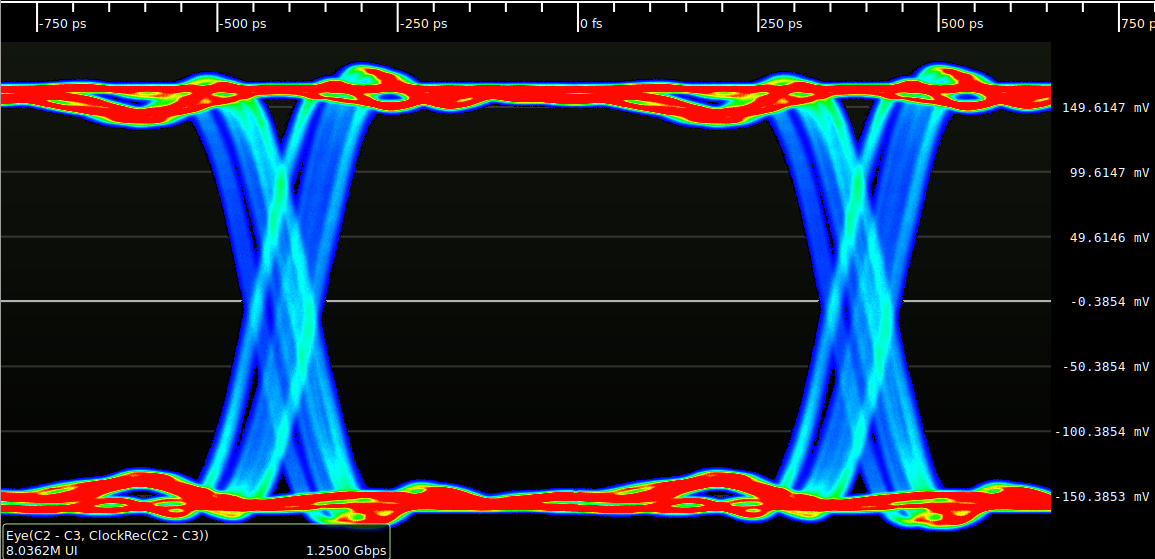 -750 ps -500 ps -250 ps 0 fs 250 ps 500 ps 750 p
149.6147 mV
99.6147 mV
49.6146 mV
-0.3854 mV
-50.3854 mV
-100.3854 mV
-150.3853 mV
Eye(C2 - C3, ClockRec(C2 - C3))
8.0362M UI 1.2500 Gbps